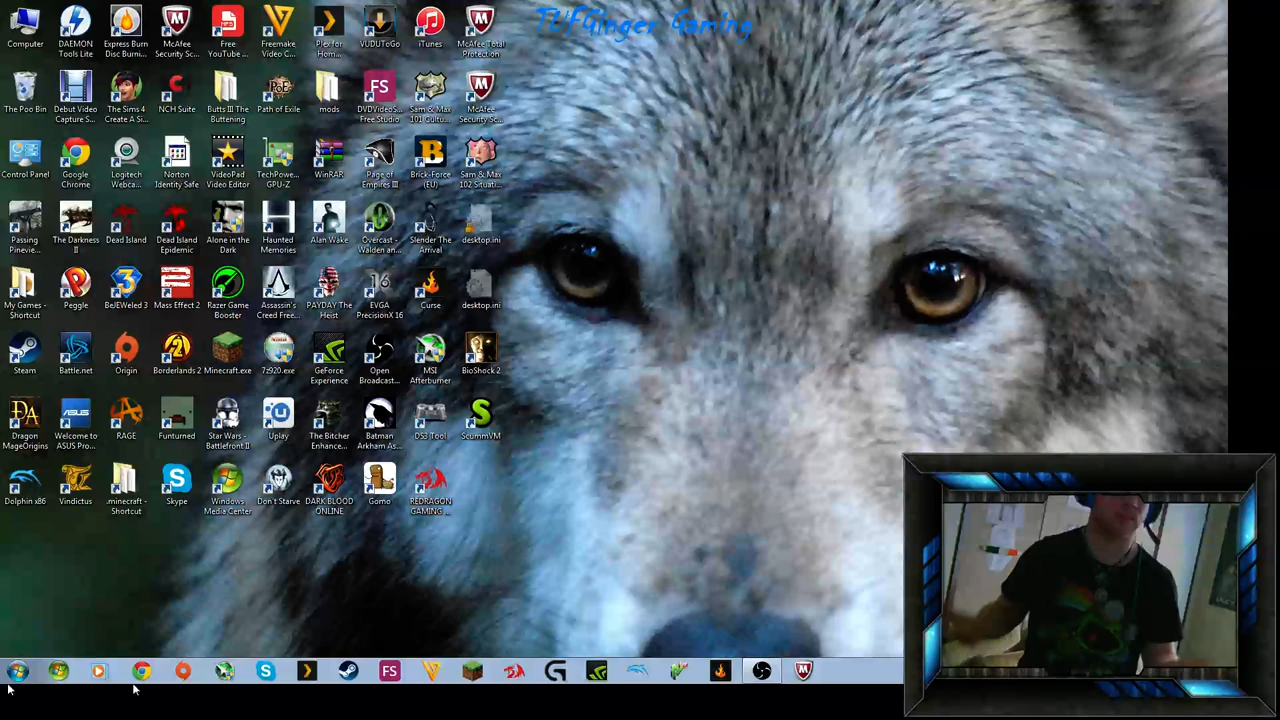 TUFGinger Gaming
Computer
DAEMON Tools Lite
Express Burn Disc Burni...
McAfee Security Sc...
Free YouTube ...
Freemake Video C...
Plex for Hom...
VUDUToGo
iTunes
McAfee Total Protection
The Poo Bin
Debut Video Capture S...
The Sims 4 Create A Si...
NCH Suite
Butts III The Buttening
Path of Exile
mods
DVDVideoS... Free Studio
Sam & Max 101 Cultu...
McAfee Security Sc...
Control Panel
Google Chrome
Logitech Webca...
Norton Identity Safe
VideoPad Video Editor
TechPowe... GPU-Z
WinRAR
Page of Empires III
Brick-Force (EU)
Sam & Max 102 Situati...
Passing Pinevie...
The Darkness II
Dead Island
Dead Island Epidemic
Alone in the Dark
Haunted Memories
Alan Wake
Overcast - Walden an...
Slender The Arrival
desktop.ini
My Games - Shortcut
Peggle
BeJEWeled 3
Mass Effect 2
Razer Game Booster
Assassin's Creed Free...
PAYDAY The Heist
EVGA PrecisionX 16
Curse
desktop.ini
Steam
Battle.net
Origin
Borderlands 2
Minecraft.exe
7z920.exe
GeForce Experience
Open Broadcast...
MSI Afterburner
BioShock 2
Dragon MageOrigins
Welcome to ASUS Pro...
RAGE
Funturned
Star Wars - Battlefront II
Uplay
The Bitcher Enhance...
Batman Arkham As...
DS3 Tool
ScummVM
Dolphin x86
Vindictus
.minecraft - Shortcut
Skype
Windows Media Center
Don't Starve
DARK BLOOD ONLINE
Gomo
REDRAGON GAMING ...
FS